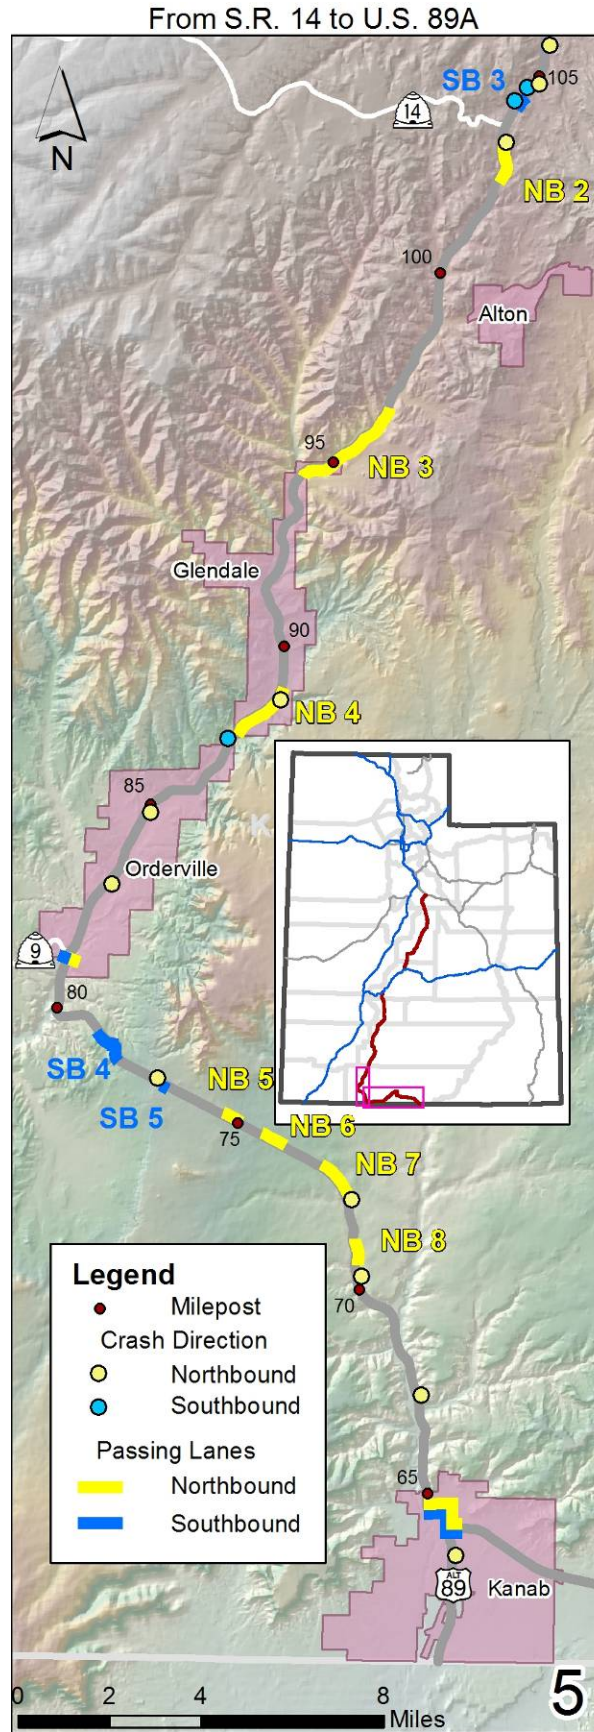 From S.R. 14 to U.S. 89A
SB 3
105
14
N
NB 2
100
Alton
95
NB 3
Glendale
90
NB 4
85
K
Orderville
9
80
SB 4
NB 5
SB 5
NB 6
75
NB 7
NB 8
Legend
Milepost
70
Crash Direction
Northbound
Southbound
Passing Lanes
65
Northbound
Southbound
ALT
89
Kanab
0 2 4 8
Miles
5